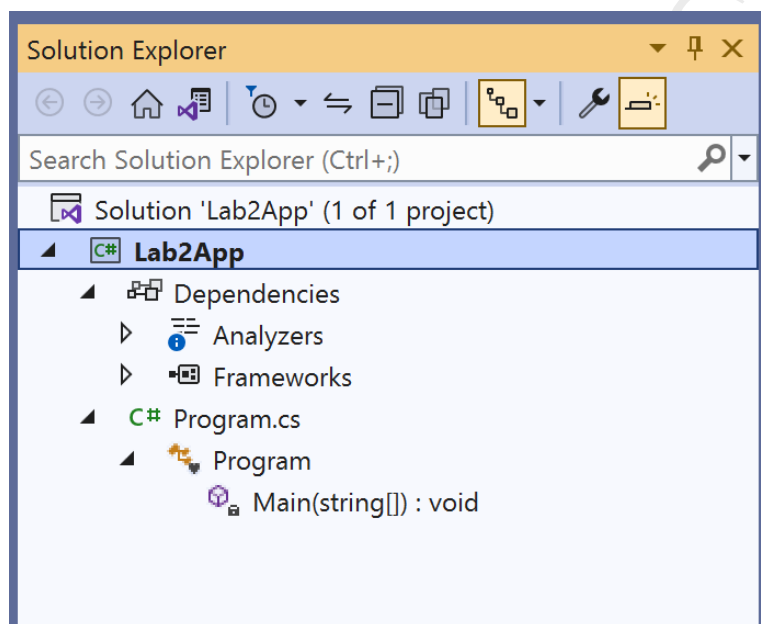 Solution Explorer
Search Solution Explorer (Ctrl+;)
Solution 'Lab2App' (1 of 1 project)
C# Lab2App
Dependencies
Analyzers
Frameworks
C# Program.cs
Program
Main(string[]) : void